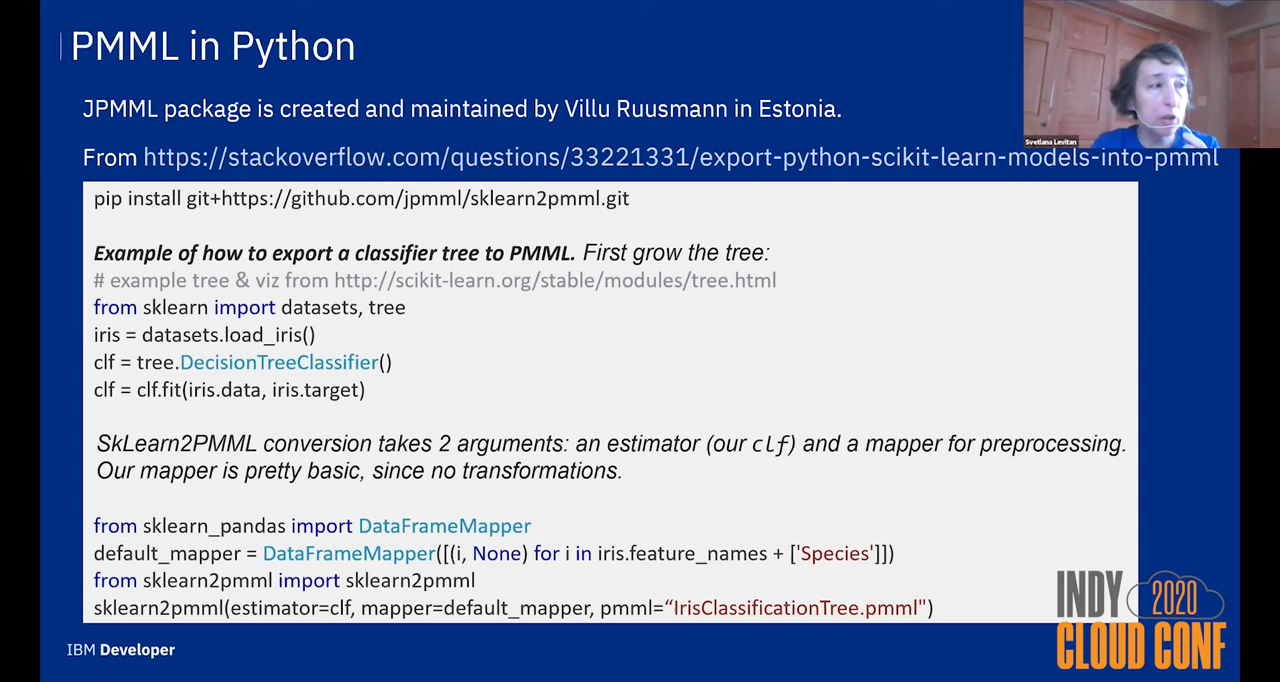 PMML in Python
JPMML package is created and maintained by Villu Ruusmann in Estonia.
Svetlana Levitan
From https://stackoverflow.com/questions/33221331/export-python-scikit-learn-models-into-pmml
pip install git+https://github.com/jpmml/sklearn2pmml.git
Example of how to export a classifier tree to PMML. First grow the tree:
# example tree & viz from http://scikit-learn.org/stable/modules/tree.html
from sklearn import datasets, tree
iris = datasets.load_iris()
clf = tree.DecisionTreeClassifier()
clf = clf.fit(iris.data, iris.target)
SkLearn2PMML conversion takes 2 arguments: an estimator (our clf) and a mapper for preprocessing.
Our mapper is pretty basic, since no transformations.
from sklearn_pandas import DataFrameMapper
default_mapper = DataFrameMapper([(i, None) for i in iris.feature_names + ['Species']])
from sklearn2pmml import sklearn2pmml
sklearn2pmml(estimator=clf, mapper=default_mapper, pmml=“IrisClassificationTree.pmml")
IBM Developer
INDY 2020
CLOUD CONF